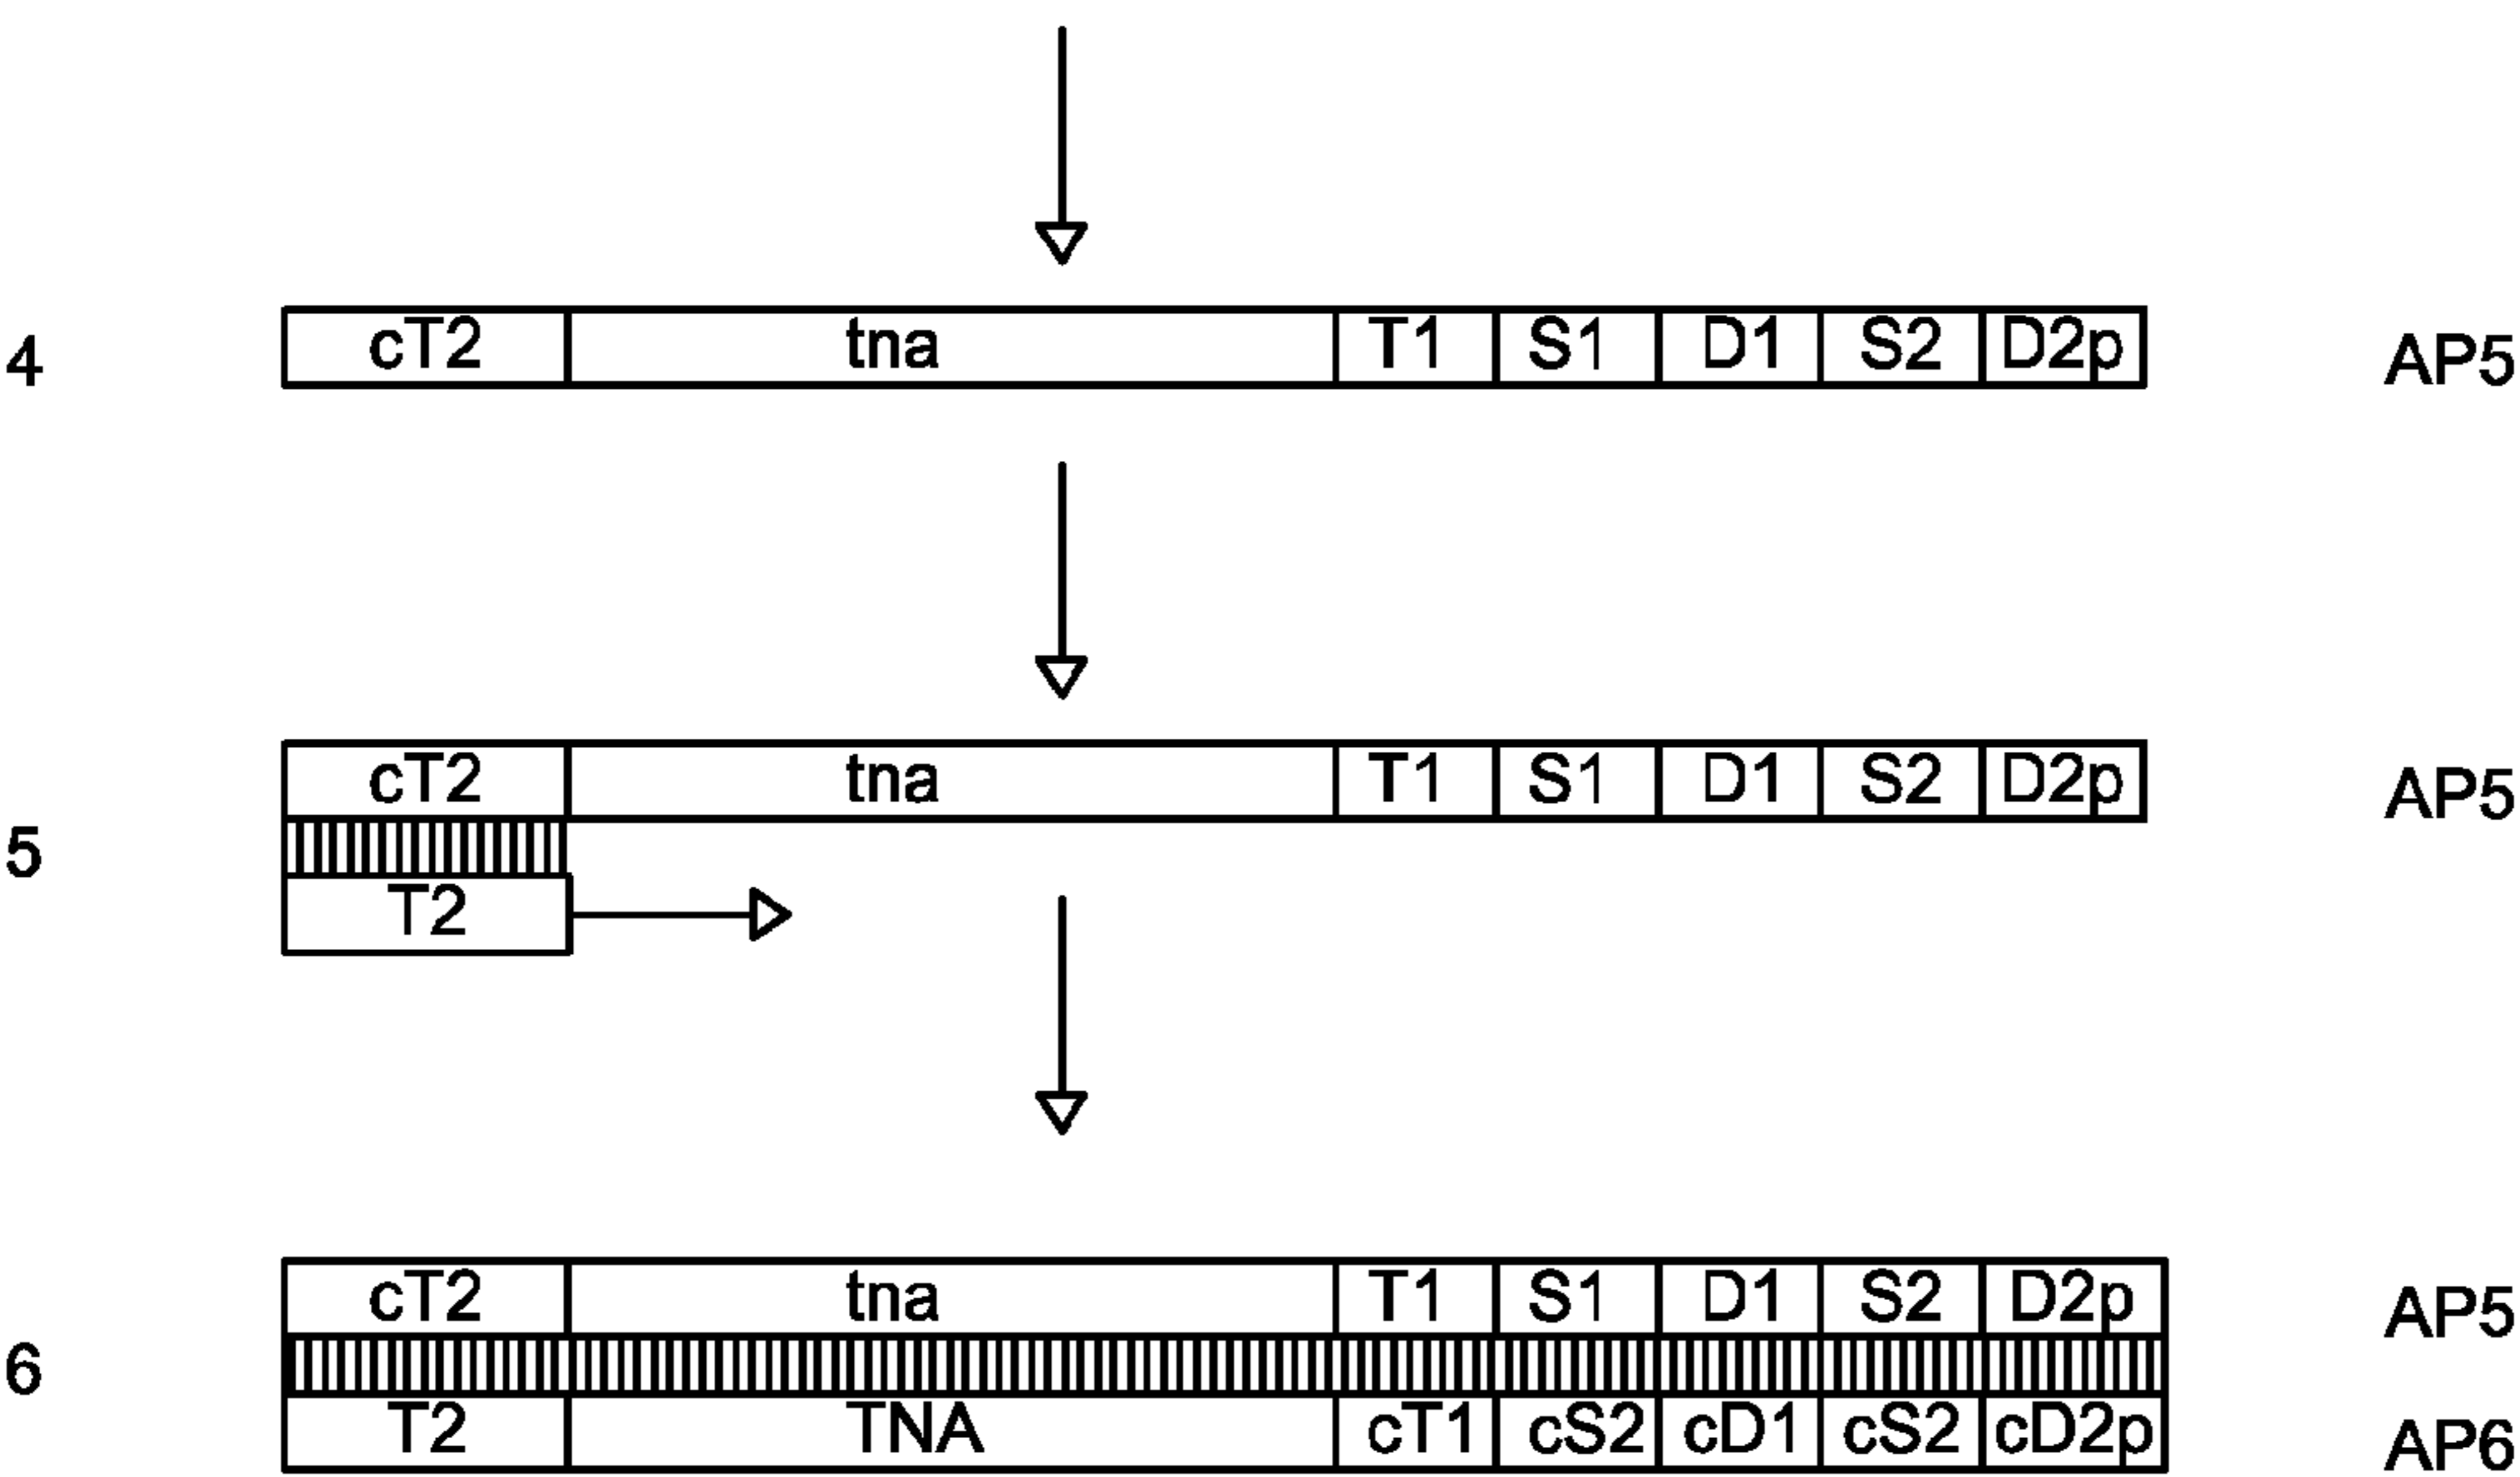 4 cT2 tna T1 S1 D1 S2 D2p AP5
cT2 tna T1 S1 D1 S2 D2p AP5
5
T2
cT2 tna T1 S1 D1 S2 D2p AP5
6
T2 TNA cT1 cS2 cD1 cS2 cD2p AP6